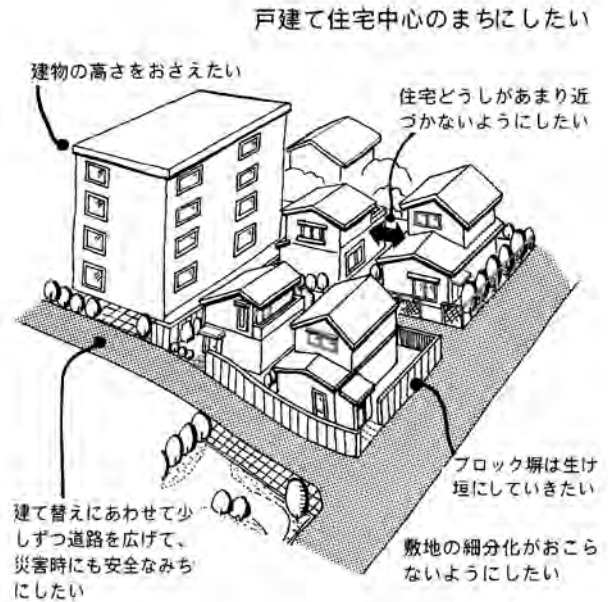 戸建て住宅中心のまちにしたい
建物の高さをおさえたい
住宅どうしがあまり近
づかないようにしたい
ブロック塀は生け
垣にしていきたい
建て替えにあわせて少
しずつ道路を広げて、
災害時にも安全なみち
にしたい
敷地の細分化がおこら
ないようにしたい